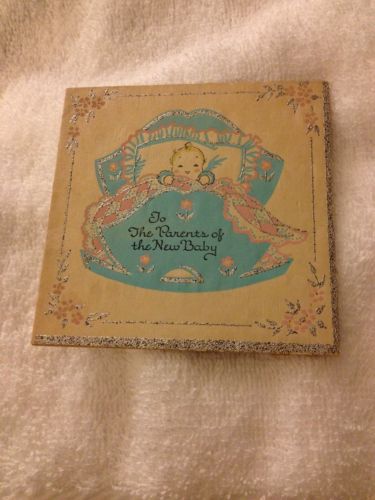 To
The Parents of
the New Baby